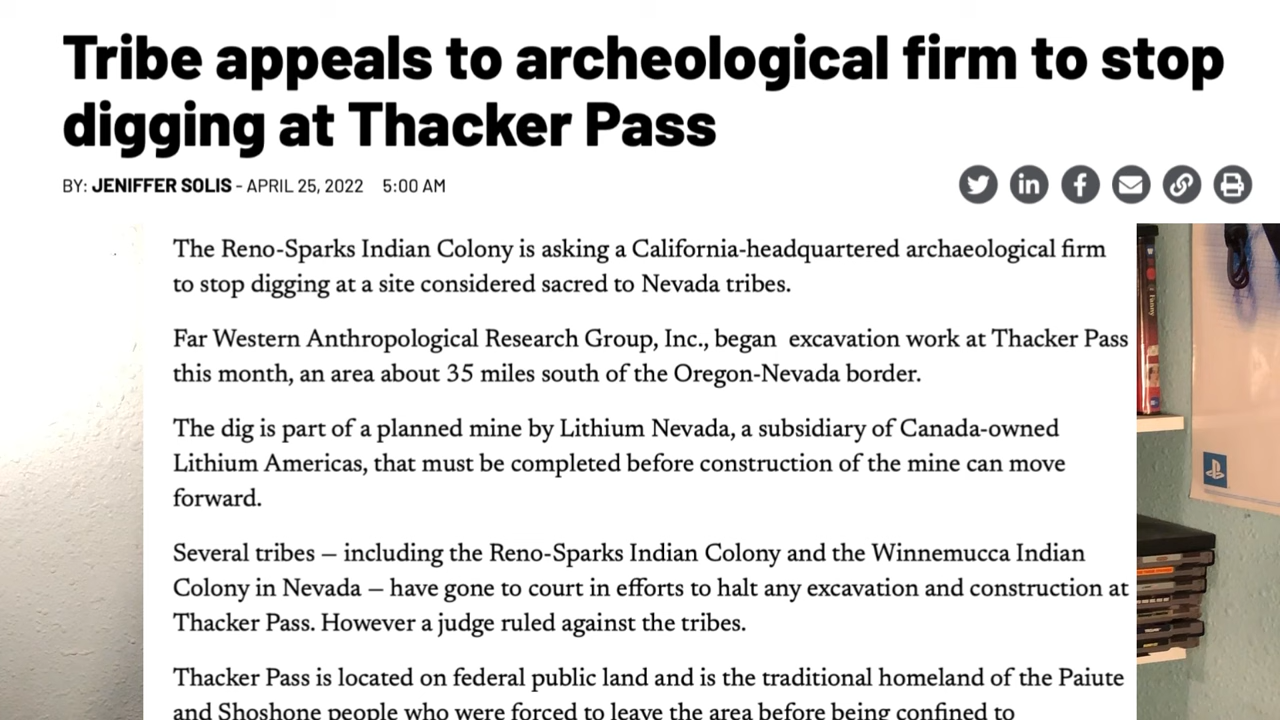 Tribe appeals to archeological firm to stop
digging at Thacker Pass
BY: JENIFFER SOLIS - APRIL 25, 2022 5:00 AM
The Reno-Sparks Indian Colony is asking a California-headquartered archaeological firm
to stop digging at a site considered sacred to Nevada tribes.
Far Western Anthropological Research Group, Inc., began  excavation work at Thacker Pass
this month, an area about 35 miles south of the Oregon-Nevada border.
The dig is part of a planned mine by Lithium Nevada, a subsidiary of Canada-owned
Lithium Americas, that must be completed before construction of the mine can move
forward.
Several tribes – including the Reno-Sparks Indian Colony and the Winnemucca Indian
Colony in Nevada – have gone to court in efforts to halt any excavation and construction at
Thacker Pass. However a judge ruled against the tribes.
Thacker Pass is located on federal public land and is the traditional homeland of the Paiute
and Shoshone people who were forced to leave the area before being confined to